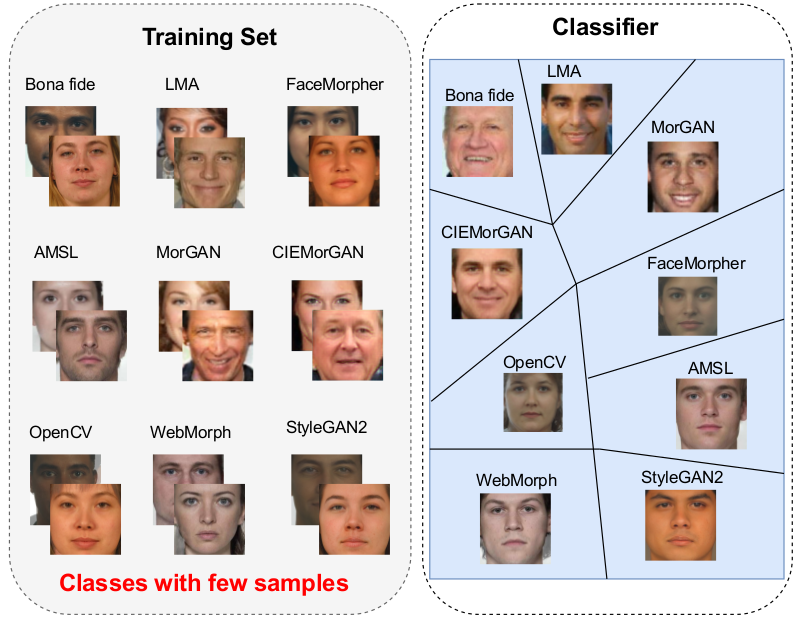 Training Set
Bona fide
LMA
FaceMorpher
AMSL
MorGAN
CIEMorGAN
OpenCV
WebMorph
StyleGAN2
Classes with few samples
Classifier
LMA
Bona fide
MorGAN
CIEMorGAN
FaceMorpher
OpenCV
AMSL
WebMorph
StyleGAN2